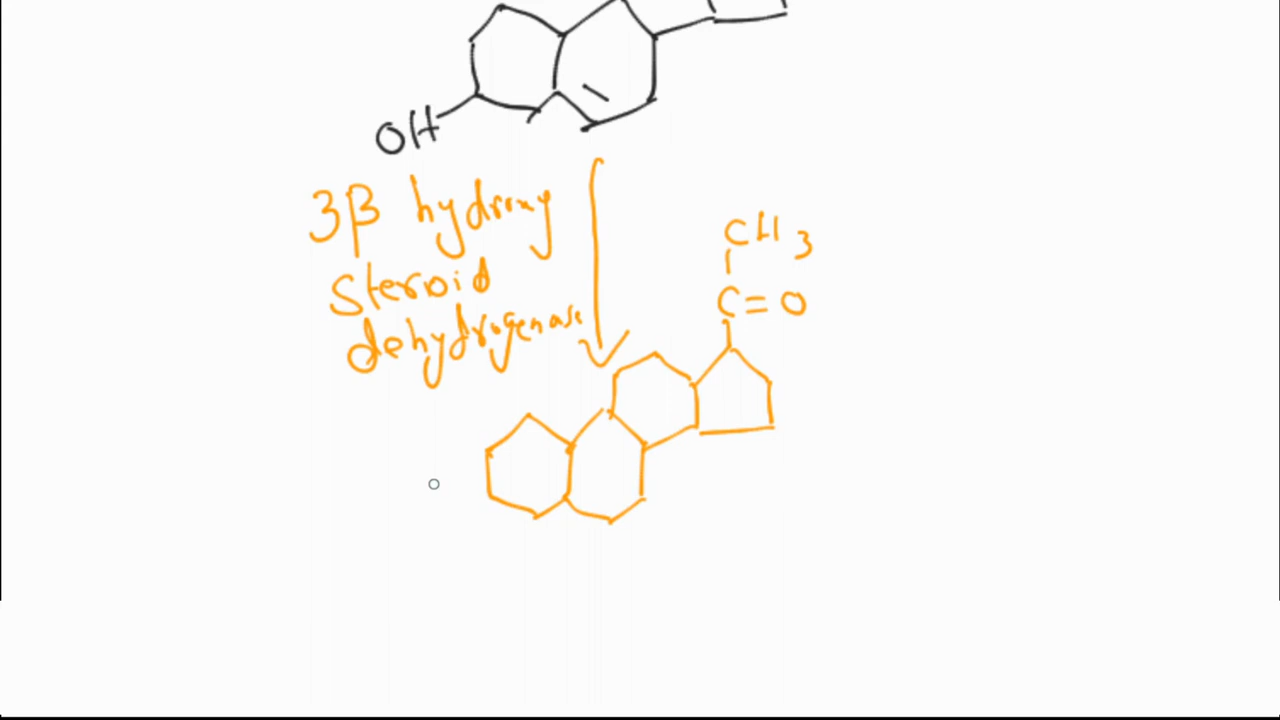 OH
3β hydroxy
steroid
dehydrogenase
CH3
C=O